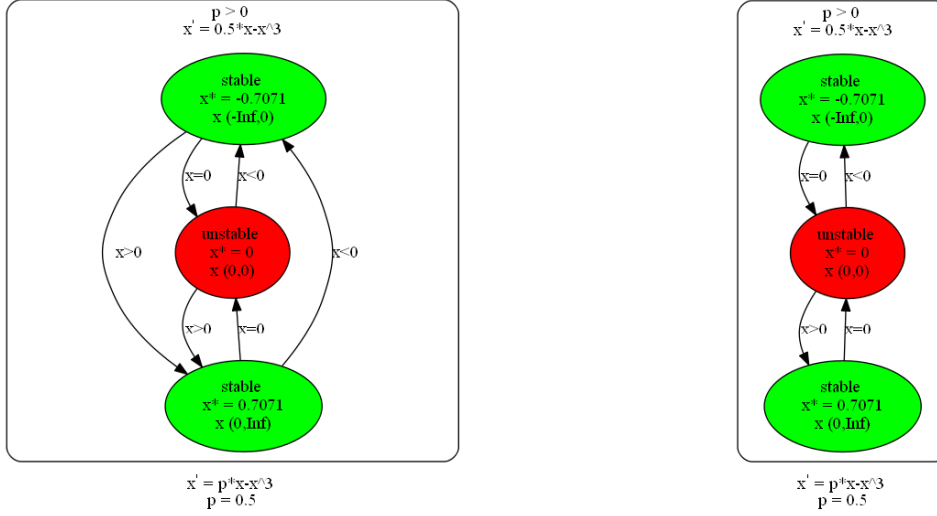 p > 0
x' = 0.5*x-x^3
stable
x* = -0.7071
x (-Inf,0)
x=0
x<0
unstable
x* = 0
x (0,0)
x>0
x<0
x>0
x=0
stable
x* = 0.7071
x (0,Inf)
x' = p*x-x^3
p = 0.5
p > 0
x' = 0.5*x-x^3
stable
x* = -0.7071
x (-Inf,0)
x=0
x<0
unstable
x* = 0
x (0,0)
x>0
x=0
stable
x* = 0.7071
x (0,Inf)
x' = p*x-x^3
p = 0.5